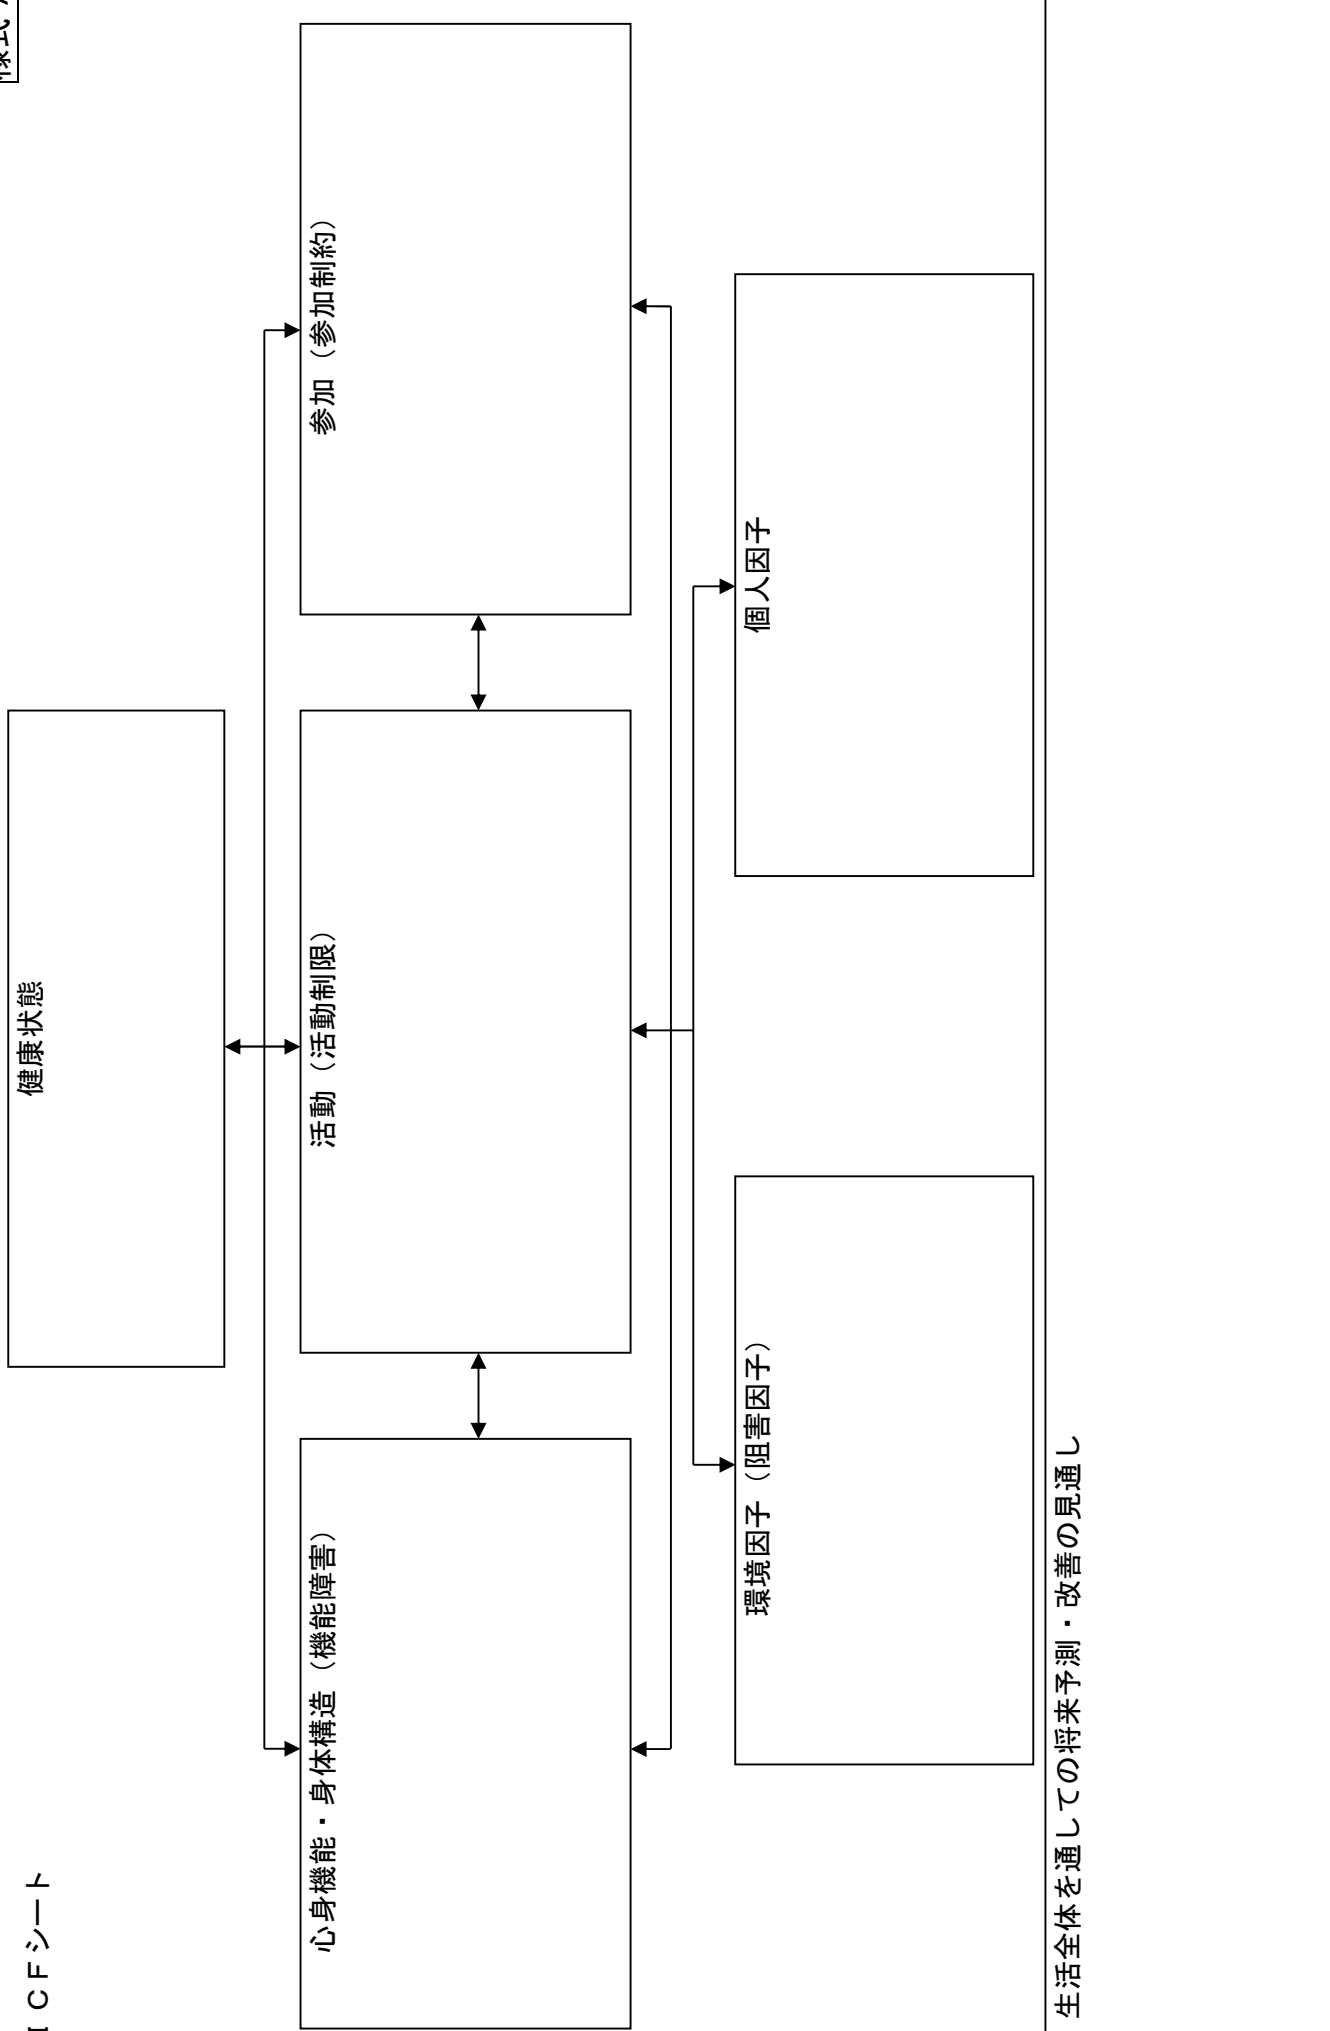 ＩＣＦシート
健康状態
心身機能・身体構造（機能障害）
活動（活動制限）
参加（参加制約）
環境因子（阻害因子）
個人因子
生活全体を通しての将来予測・改善の見通し